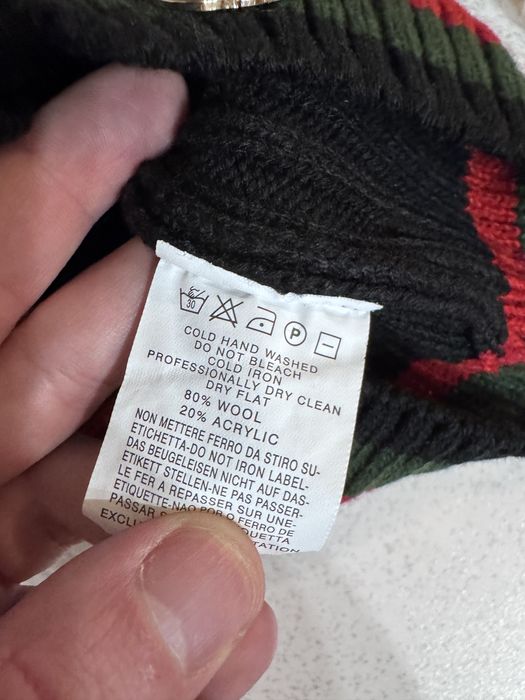 30
P
COLD HAND WASHED
DO NOT BLEACH
COLD IRON
PROFESSIONALLY DRY CLEAN
DRY FLAT
80% WOOL
20% ACRYLIC
NON METTERE FERRO DA STIRO SU-
ETICHETTA-DO NOT IRON LABEL-
DAS BEUGELEISEN NICHT AUF DAS-
ETIKETT STELLEN-NE PAS PASSER-
LE FER A REPASSER SUR UNE-
ETIQUETTE-NAO POR O FERRO DE
PASSAR